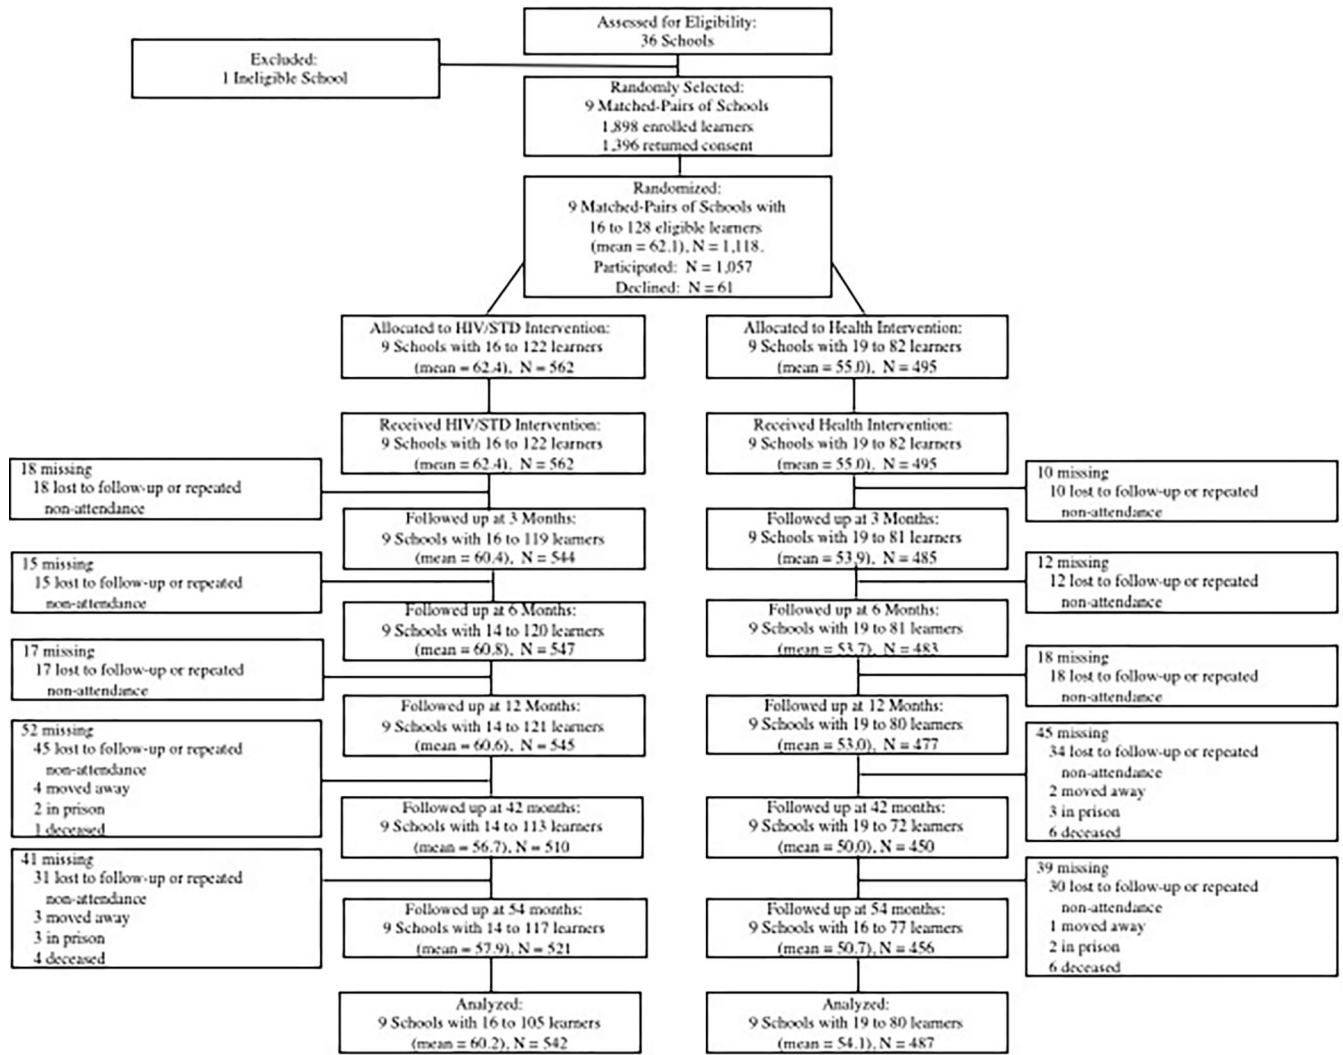 Assessed for Eligibility:
36 Schools
Excluded:
1 Ineligible School
Randomly Selected:
9 Matched-Pairs of Schools
1,898 enrolled learners
1,396 returned consent
Randomized:
9 Matched-Pairs of Schools with
16 to 128 eligible learners
(mean = 62.1), N = 1,118.
Participated: N = 1,057
Declined: N = 61
Allocated to HIV/STD Intervention:
9 Schools with 16 to 122 learners
(mean = 62.4), N = 562
Allocated to Health Intervention:
9 Schools with 19 to 82 learners
(mean = 55.0), N = 495
Received HIV/STD Intervention:
9 Schools with 16 to 122 learners
(mean = 62.4), N = 562
Received Health Intervention:
9 Schools with 19 to 82 learners
(mean = 55.0), N = 495
18 missing
18 lost to follow-up or repeated
non-attendance
10 missing
10 lost to follow-up or repeated
non-attendance
Followed up at 3 Months:
9 Schools with 16 to 119 learners
(mean = 60.4), N = 544
Followed up at 3 Months:
9 Schools with 19 to 81 learners
(mean = 53.9), N = 485
15 missing
15 lost to follow-up or repeated
non-attendance
12 missing
12 lost to follow-up or repeated
non-attendance
Followed up at 6 Months:
9 Schools with 14 to 120 learners
(mean = 60.8), N = 547
Followed up at 6 Months:
9 Schools with 19 to 81 learners
(mean = 53.7), N = 483
17 missing
17 lost to follow-up or repeated
non-attendance
18 missing
18 lost to follow-up or repeated
non-attendance
Followed up at 12 Months:
9 Schools with 14 to 121 learners
(mean = 60.6), N = 545
Followed up at 12 Months:
9 Schools with 19 to 80 learners
(mean = 53.0), N = 477
52 missing
45 lost to follow-up or repeated
non-attendance
4 moved away
2 in prison
1 deceased
45 missing
34 lost to follow-up or repeated
non-attendance
2 moved away
3 in prison
6 deceased
Followed up at 42 months:
9 Schools with 14 to 113 learners
(mean = 56.7), N = 510
Followed up at 42 months:
9 Schools with 19 to 72 learners
(mean = 50.0), N = 450
41 missing
31 lost to follow-up or repeated
non-attendance
3 moved away
3 in prison
4 deceased
39 missing
30 lost to follow-up or repeated
non-attendance
1 moved away
2 in prison
6 deceased
Followed up at 54 months:
9 Schools with 14 to 117 learners
(mean = 57.9), N = 521
Followed up at 54 months:
9 Schools with 16 to 77 learners
(mean = 50.7), N = 456
Analyzed:
9 Schools with 16 to 105 learners
(mean = 60.2), N = 542
Analyzed:
9 Schools with 19 to 80 learners
(mean = 54.1), N = 487